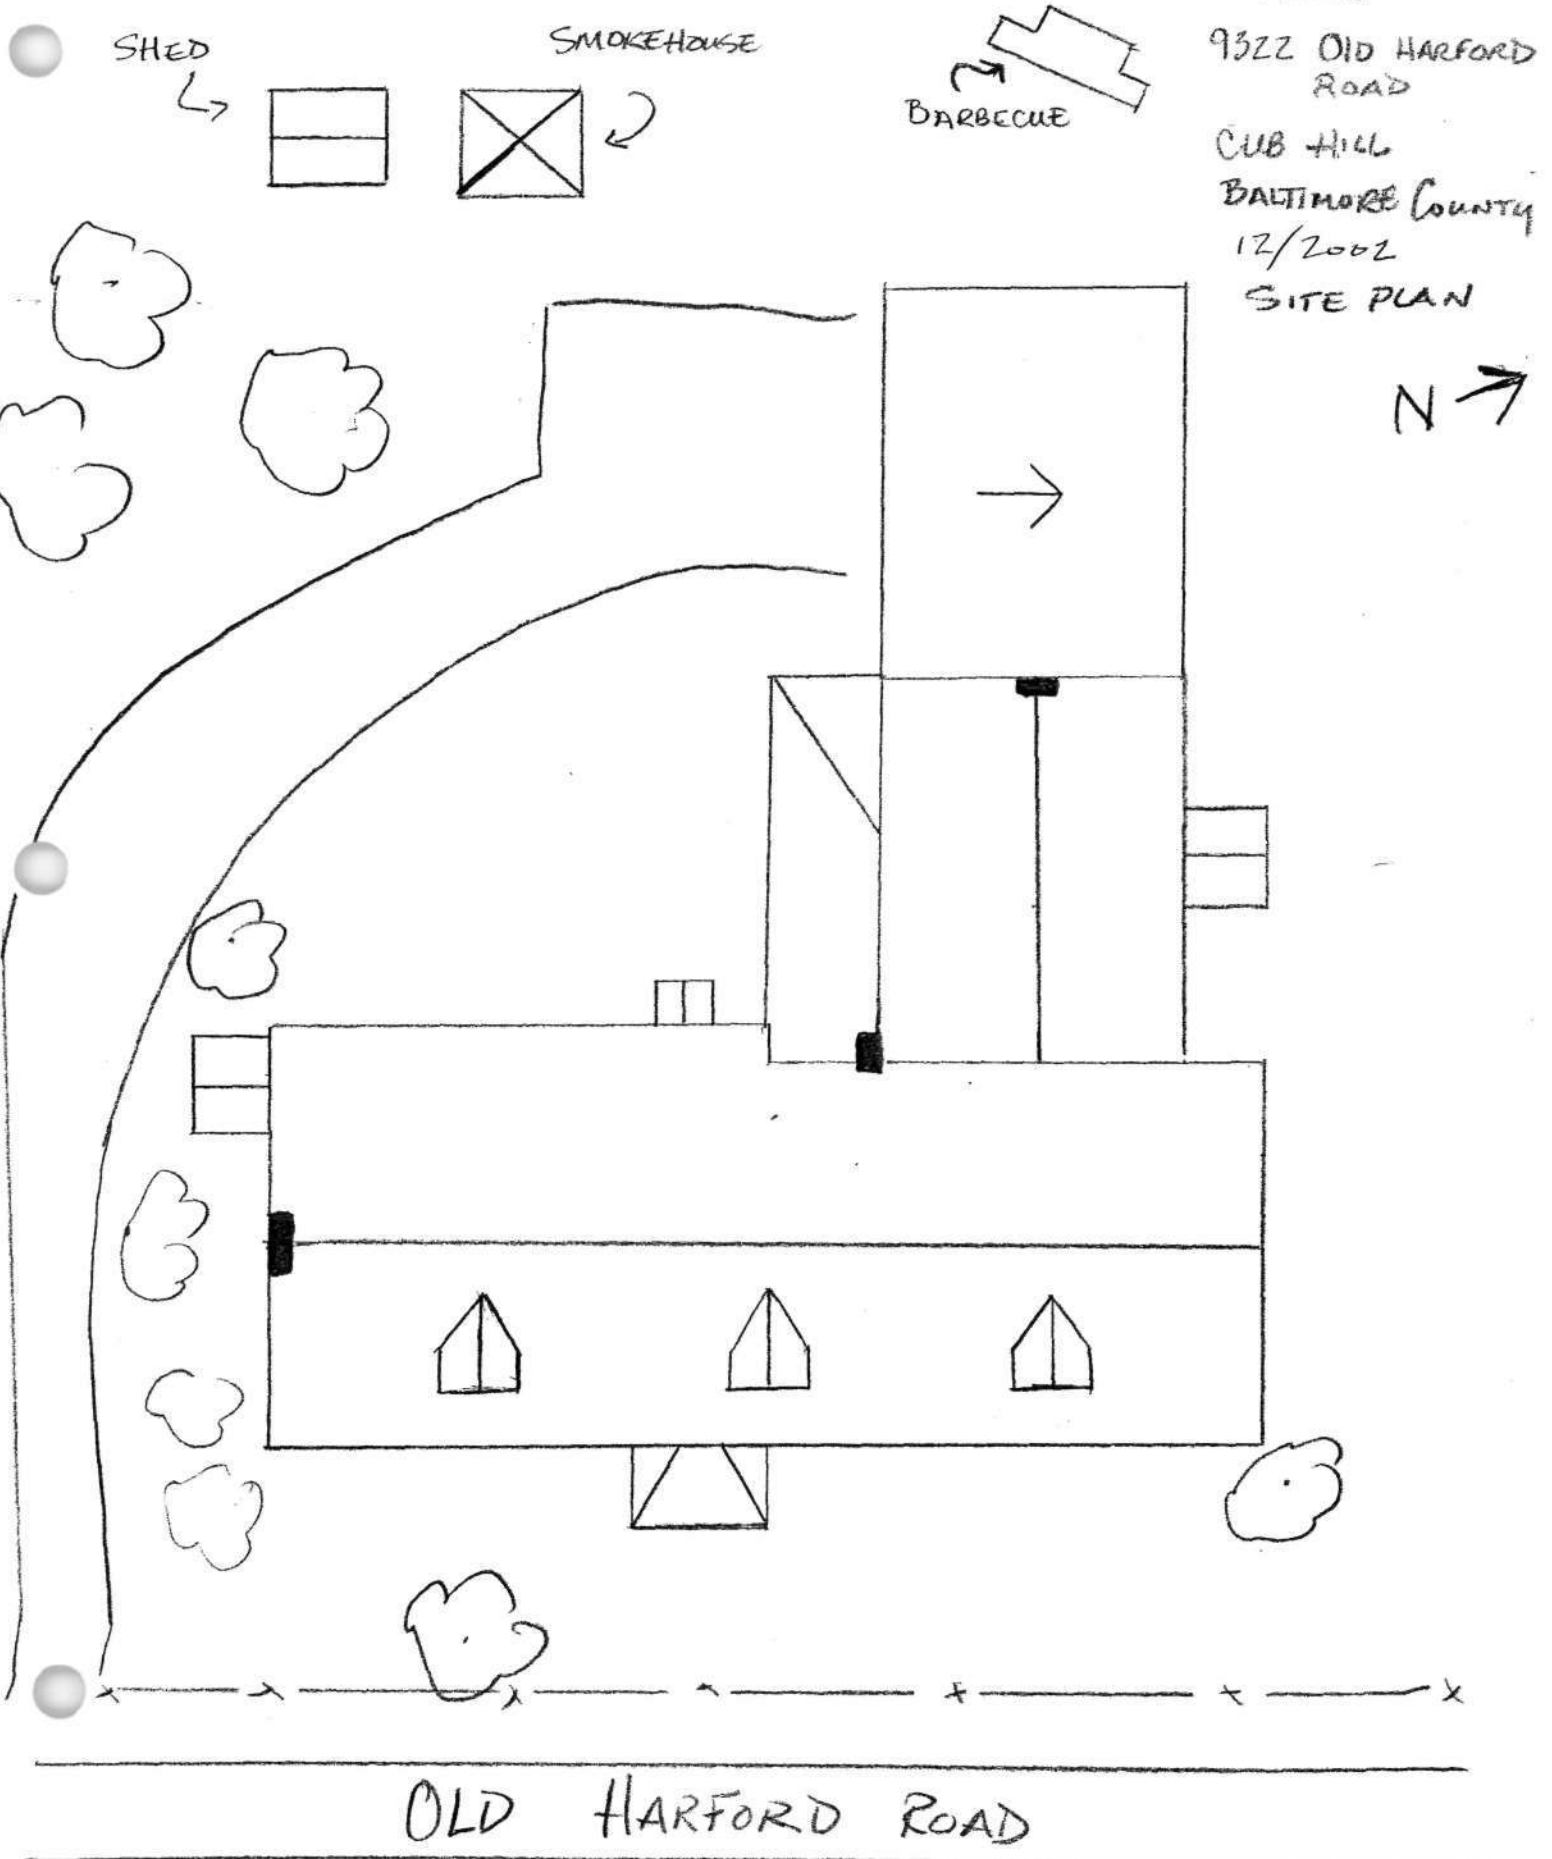 SHED
SMOKEHOUSE
BARBECUE
9322 OLD HARFORD
ROAD
CUB HILL
BALTIMORE COUNTY
12/2002
SITE PLAN
N
OLD HARFORD ROAD